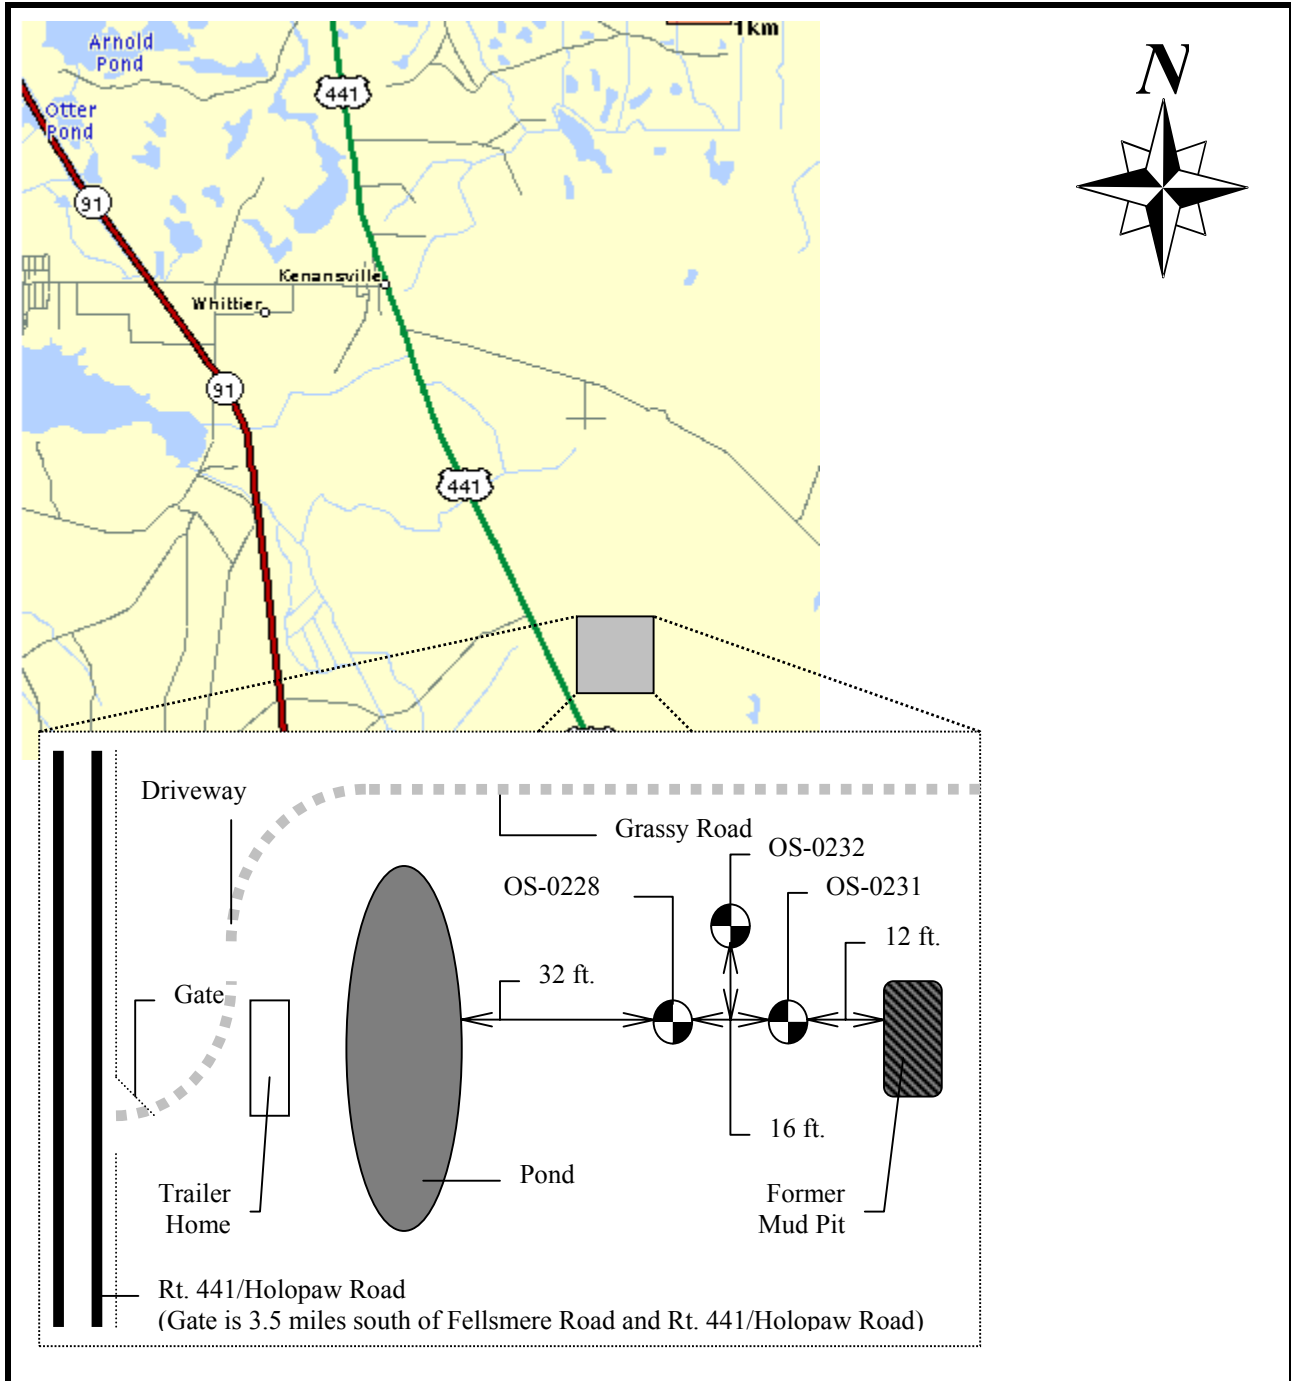 1km
N
Arnold
Pond
441
Otter
Pond
91
Kenansville
Whittier
91
441
Driveway
Grassy Road
OS-0232
OS-0228
OS-0231
12 ft.
32 ft.
Gate
16 ft.
Pond
Trailer
Home
Former
Mud Pit
Rt. 441/Holopaw Road
(Gate is 3.5 miles south of Fellsmere Road and Rt. 441/Holopaw Road)